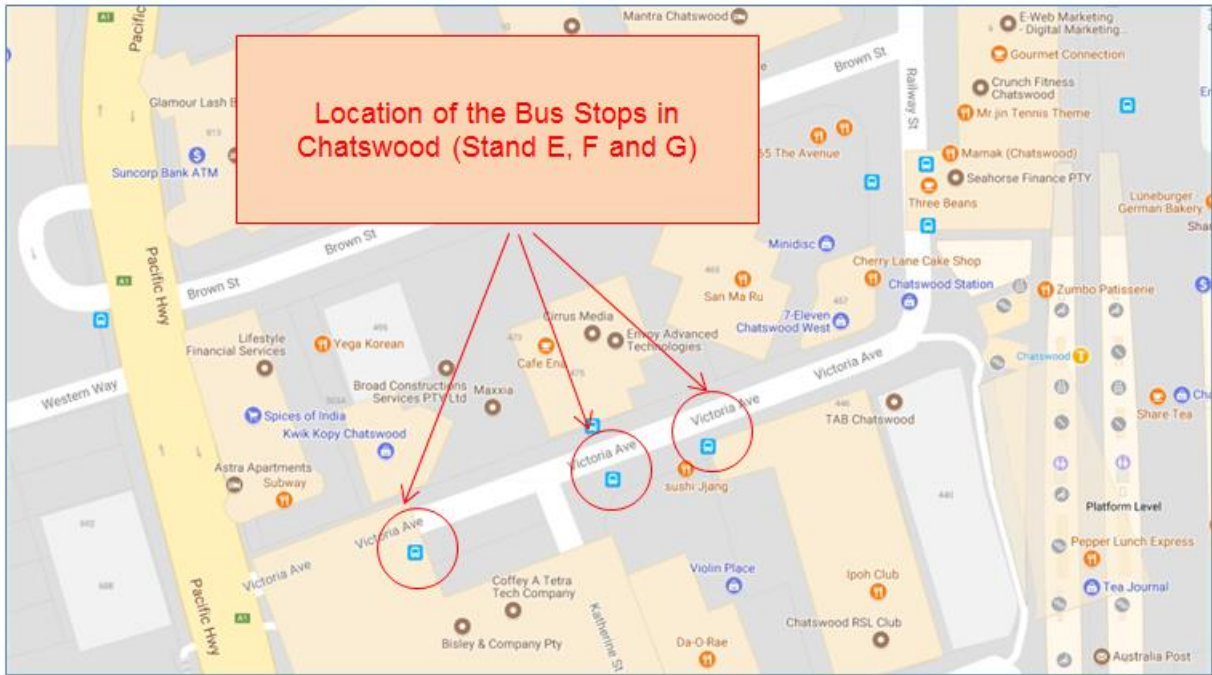 A1
Pacific
Mantra Chatswood
E-Web Marketing
- Digital Marketing...
Gourmet Connection
Brown St
Railway St
Crunch Fitness
Chatswood
Mr.jin Tennis Theme
Location of the Bus Stops in
Chatswood (Stand E, F and G)
Glamour Lash
813
Suncorp Bank ATM
65 The Avenue
Mamak (Chatswood)
Seahorse Finance PTY
Three Beans
Lüneburger
German Bakery
Pacific Hwy
A1
Brown St
Brown St
Minidisc
Cherry Lane Cake Shop
Chatswood Station
Zumbo Patisserie
San Ma Ru
7-Eleven
Chatswood West
Lifestyle
Financial Services
Yega Korean
Cirrus Media
Envoy Advanced
Technologies
Cafe
Chatswood
Victoria Ave
Western Way
Broad Constructions
Services PTY Ltd
Maxxia
Victoria Ave
TAB Chatswood
Share Tea
Spices of India
Kwik Kopy Chatswood
Victoria Ave
Astra Apartments
Subway
sushi Jjang
440
Platform Level
Victoria Ave
Victoria Ave
Pepper Lunch Express
Violin Place
Ipoh Club
Tea Journal
Coffey A Tetra
Tech Company
Katherine St
Pacific Hwy
A1
Bisley & Company Pty
Chatswood RSL Club
Da-O-Rae
Australia Post